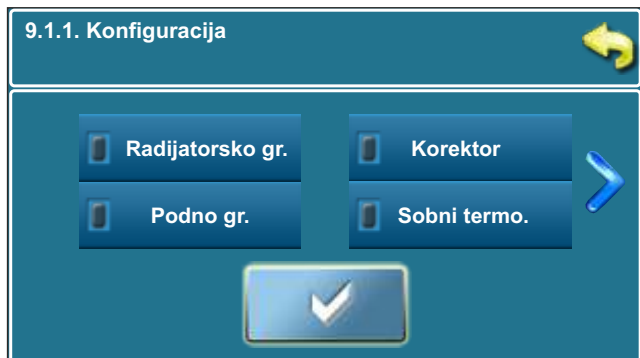 9.1.1. Konfiguracija
Radijatorsko gr.
Korektor
Podno gr.
Sobni termo.